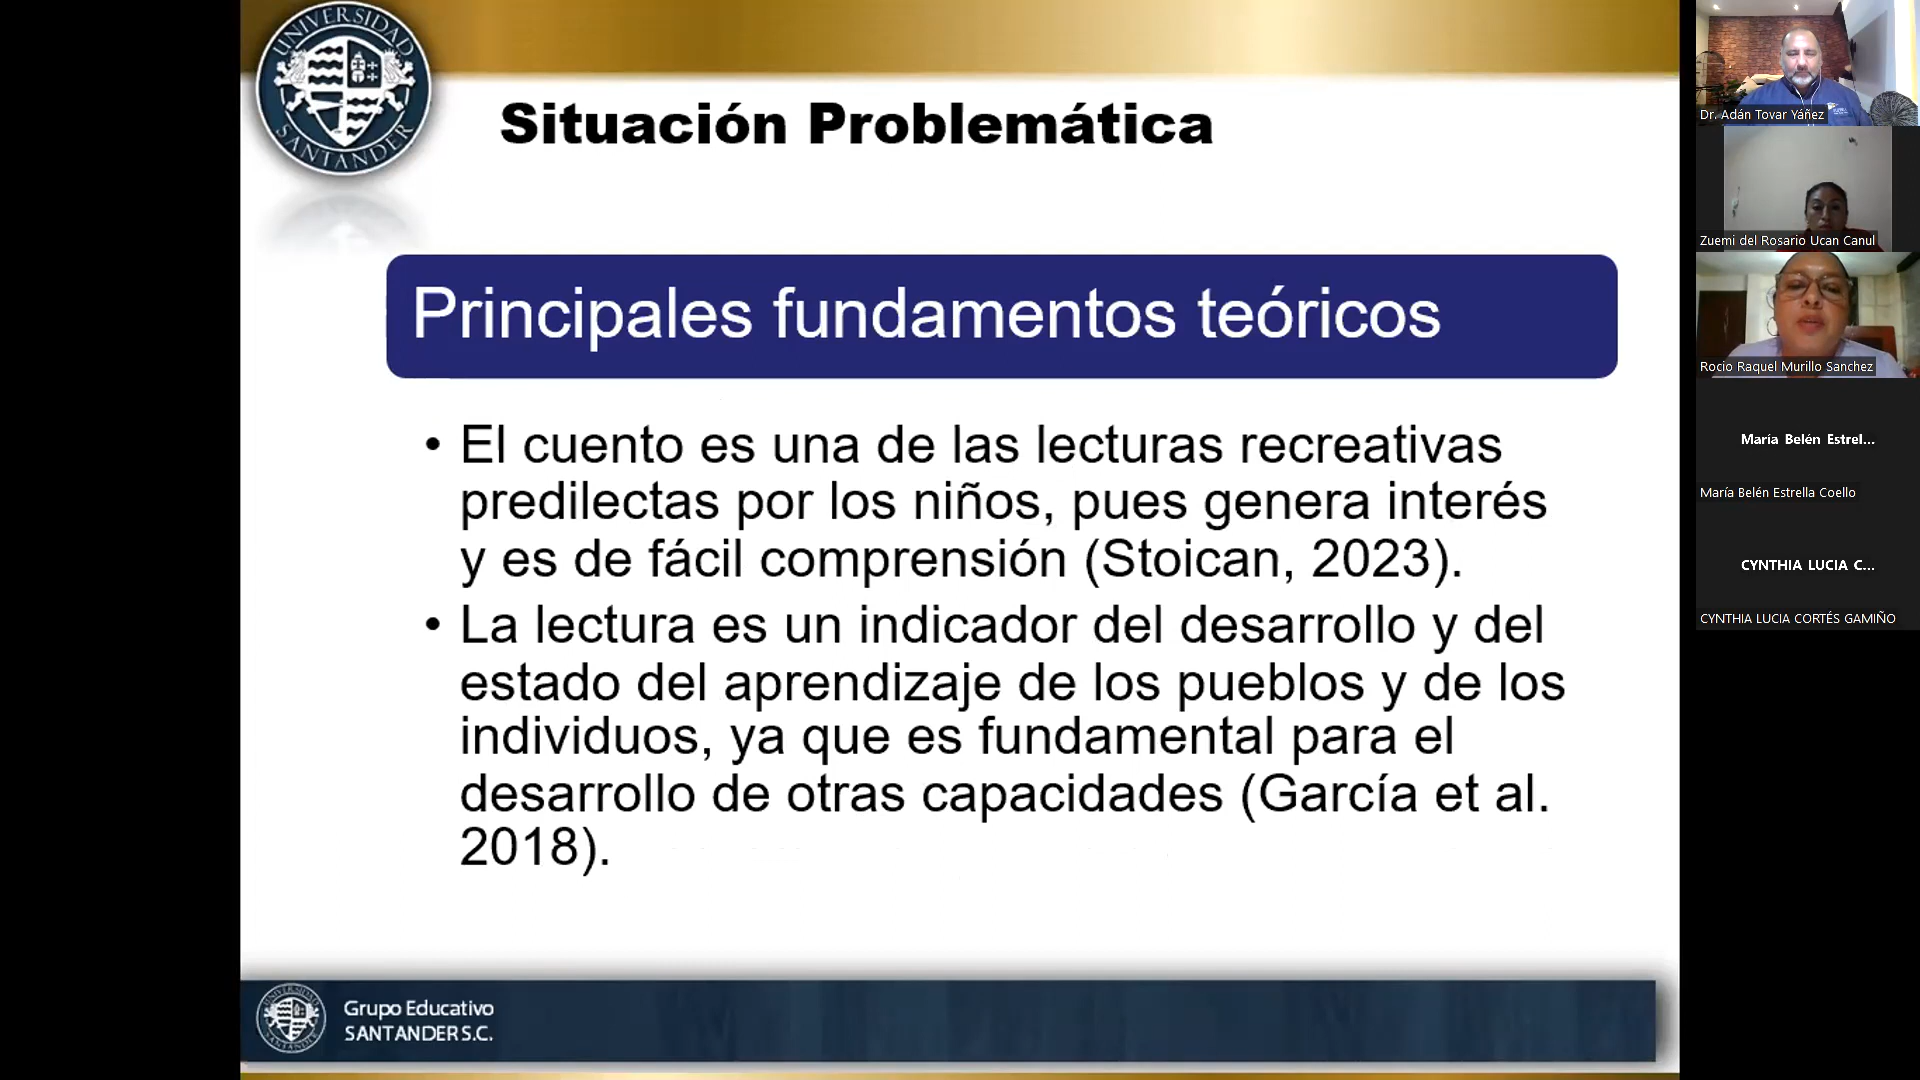 UNIVERSIDAD
SANTANDER
Situación Problemática
Principales fundamentos teóricos
• El cuento es una de las lecturas recreativas
predilectas por los niños, pues genera interés
y es de fácil comprensión (Stoican, 2023).
• La lectura es un indicador del desarrollo y del
estado del aprendizaje de los pueblos y de los
individuos, ya que es fundamental para el
desarrollo de otras capacidades (García et al.
2018).
UNIVERSIDAD
SANTANDER
Grupo Educativo
SANTANDER S.C.
Dr. Adán Tovar Yáñez
Zuemi del Rosario Ucan Canul
Rocio Raquel Murillo Sanchez
María Belén Estrel...
María Belén Estrella Coello
CYNTHIA LUCIA C...
CYNTHIA LUCIA CORTÉS GAMIÑO